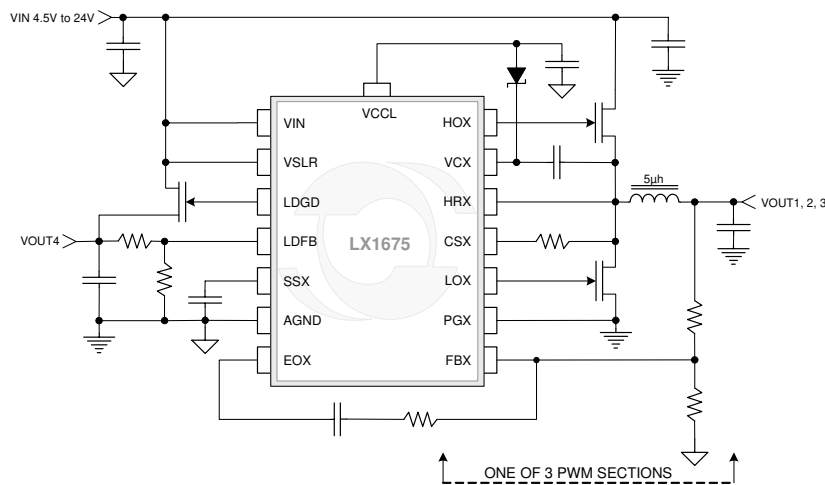 VIN 4.5V to 24V
VCCL
VIN
HOX
VSLR
VCX
LDGD
HRX
5µh
VOUT1, 2, 3
VOUT4
LDFB
LX1675
CSX
SSX
LOX
AGND
PGX
EOX
FBX
ONE OF 3 PWM SECTIONS